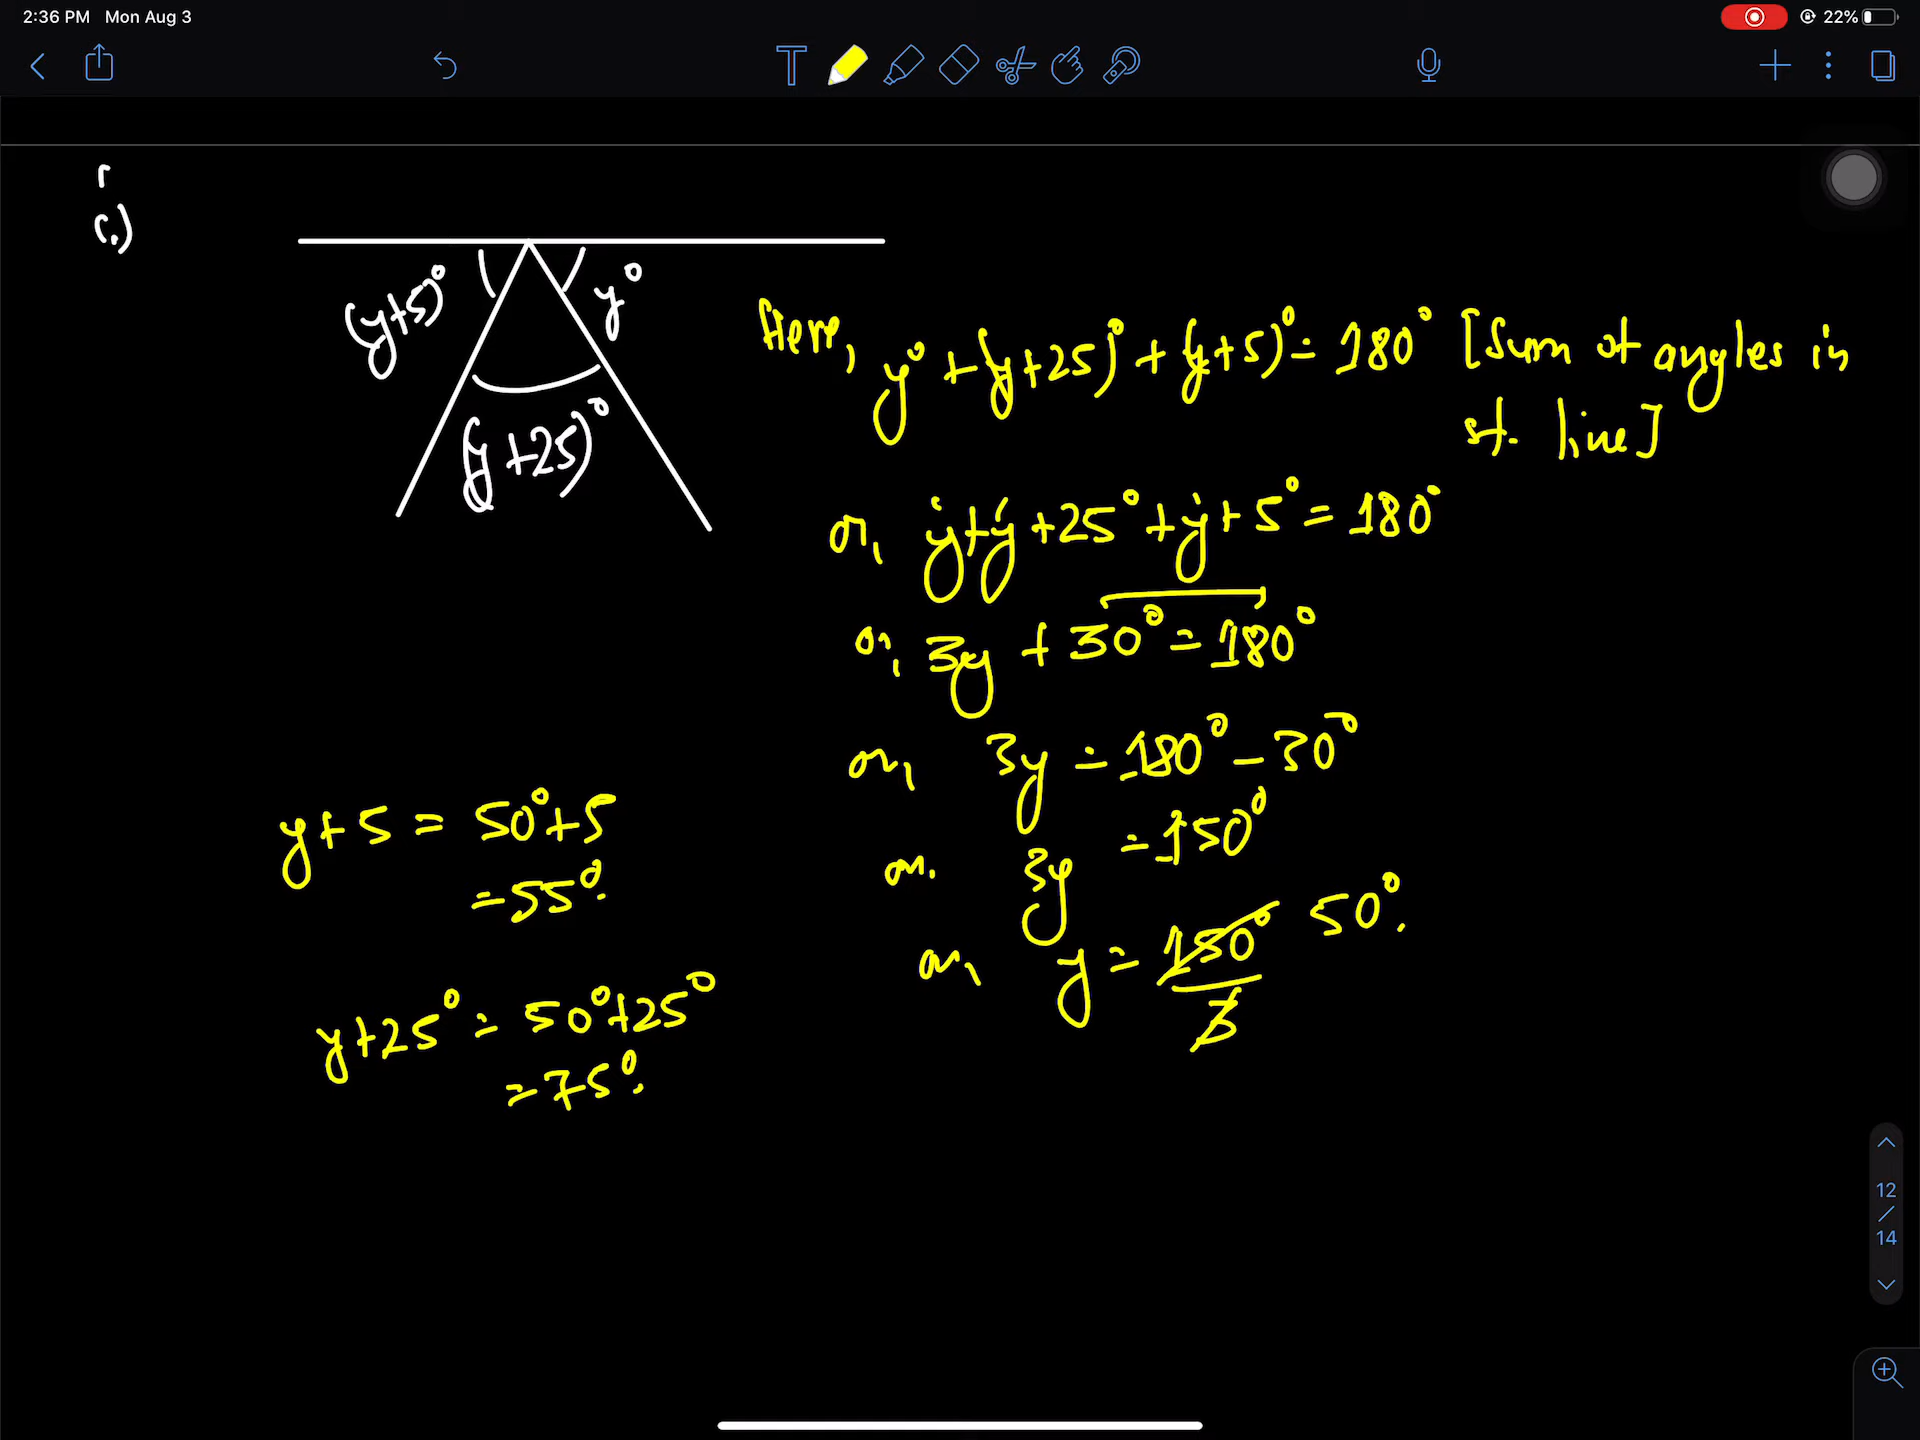 2:36 PM Mon Aug 3
22%
c.)
(y+5)°
y°
(y+25)°
Here, y° + (y+25)° + (y+5)° = 180° [Sum of angles in
st. line]
or, y+y+25°+y+5° = 180°
or, 3y + 30° = 180°
or, 3y = 180° - 30°
or. 3y = 150°
or, y = 150°/3 50°.
y+5 = 50°+5
= 55°.
y+25° = 50°+25°
= 75°.
12
/
14